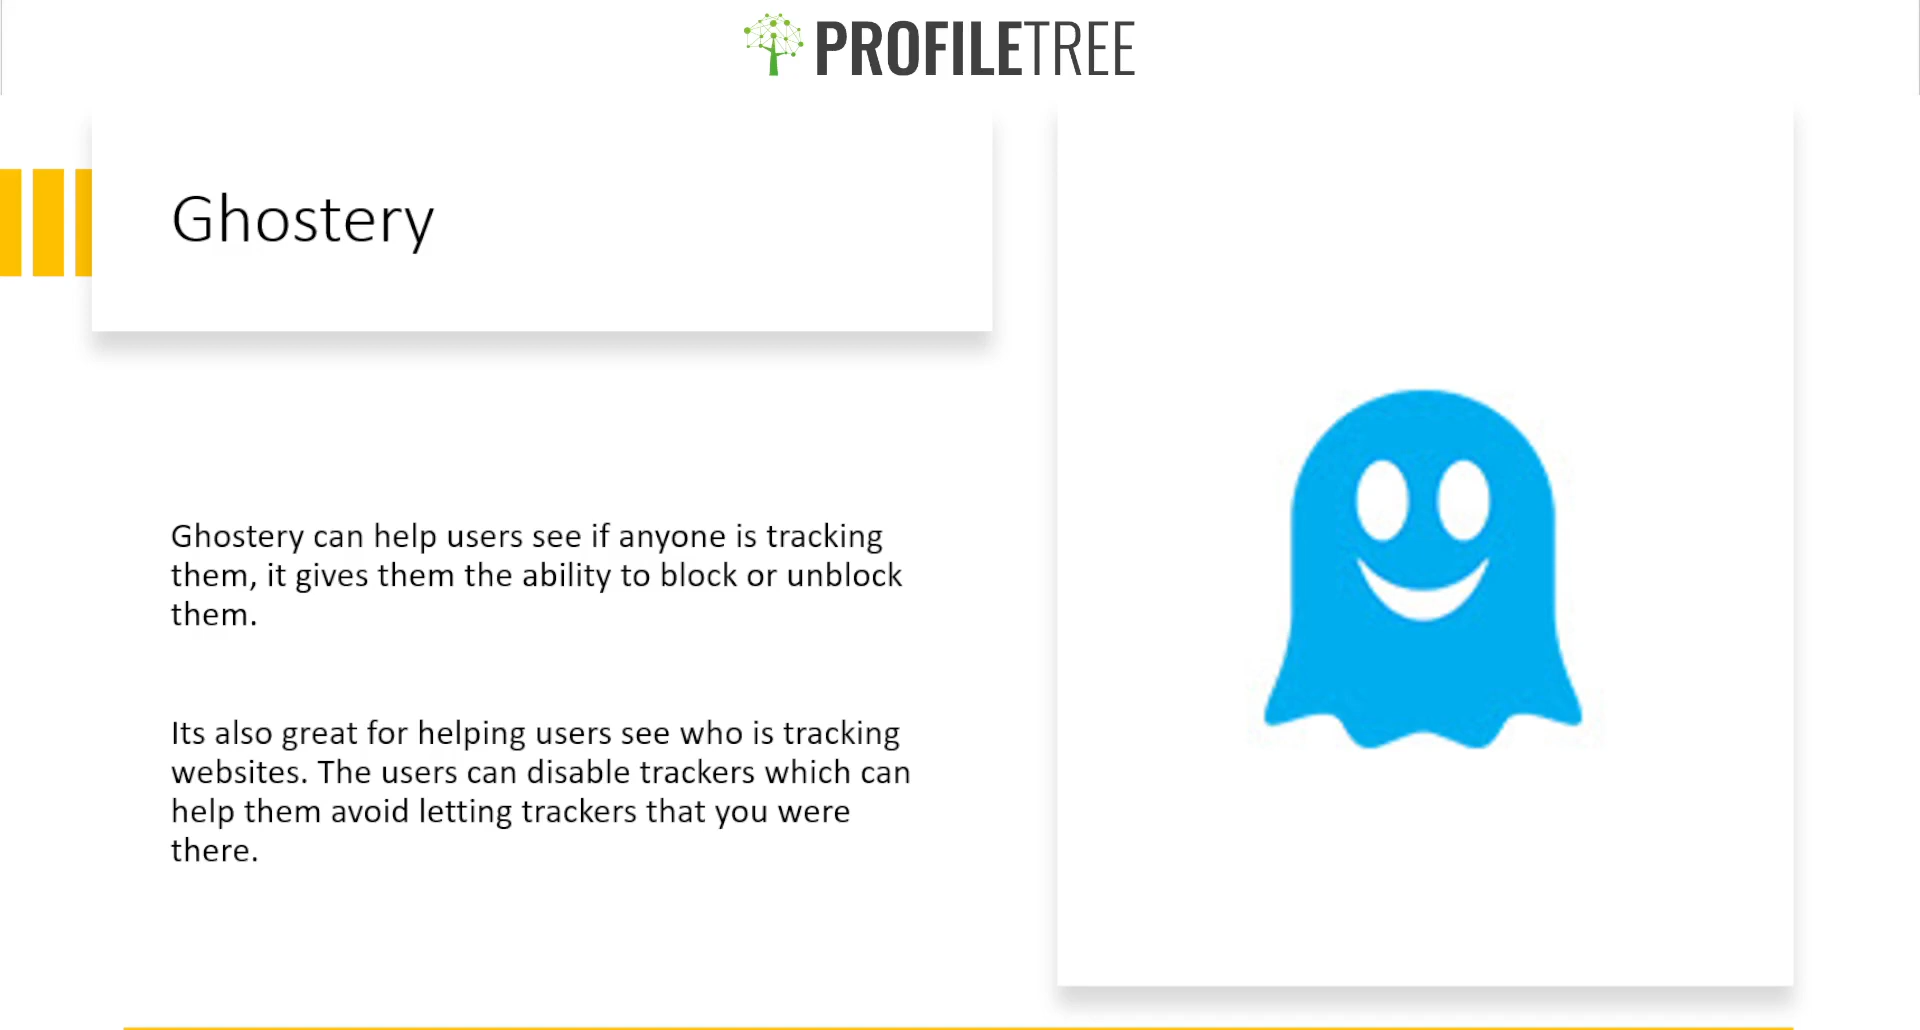 PROFILETREE
Ghostery
Ghostery can help users see if anyone is tracking
them, it gives them the ability to block or unblock
them.
Its also great for helping users see who is tracking
websites. The users can disable trackers which can
help them avoid letting trackers that you were
there.